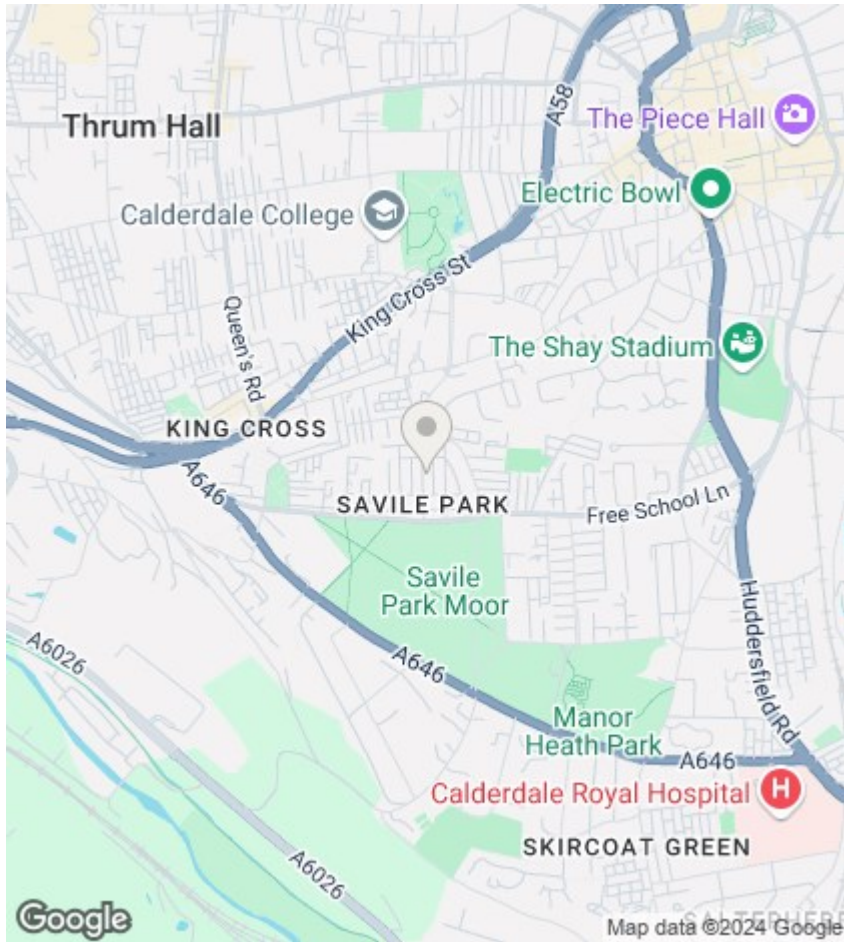 A58
The Piece Hall
Thrum Hall
Electric Bowl
Calderdale College
King Cross St
Queen's Rd
The Shay Stadium
KING CROSS
A646
SAVILE PARK
Free School Ln
Savile
Park Moor
Huddersfield Rd
A6026
A646
Manor
Heath Park
A646
Calderdale Royal Hospital
H
SKIRCOAT GREEN
A6026
Google
Map data ©2024 Google